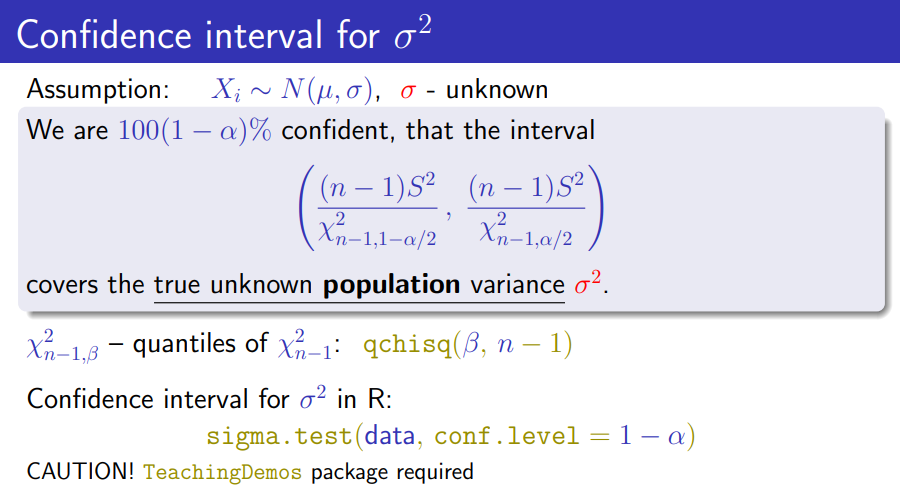 Confidence interval for σ²
Assumption: Xᵢ ∼ N(μ, σ), σ - unknown
We are 100(1 − α)% confident, that the interval
( (n − 1)S² / χ²ₙ₋₁,₁₋α/₂ , (n − 1)S² / χ²ₙ₋₁,α/₂ )
covers the true unknown population variance σ².
χ²ₙ₋₁,ᵦ – quantiles of χ²ₙ₋₁: qchisq(β, n − 1)
Confidence interval for σ² in R:
sigma.test(data, conf.level = 1 − α)
CAUTION! TeachingDemos package required